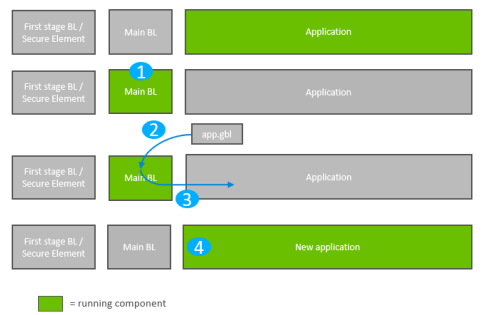 First stage BL /
Secure Element
Main BL
Application
First stage BL /
Secure Element
1
Main BL
Application
2
app.gbl
First stage BL /
Secure Element
Main BL
3
Application
First stage BL /
Secure Element
Main BL
4
New application
= running component